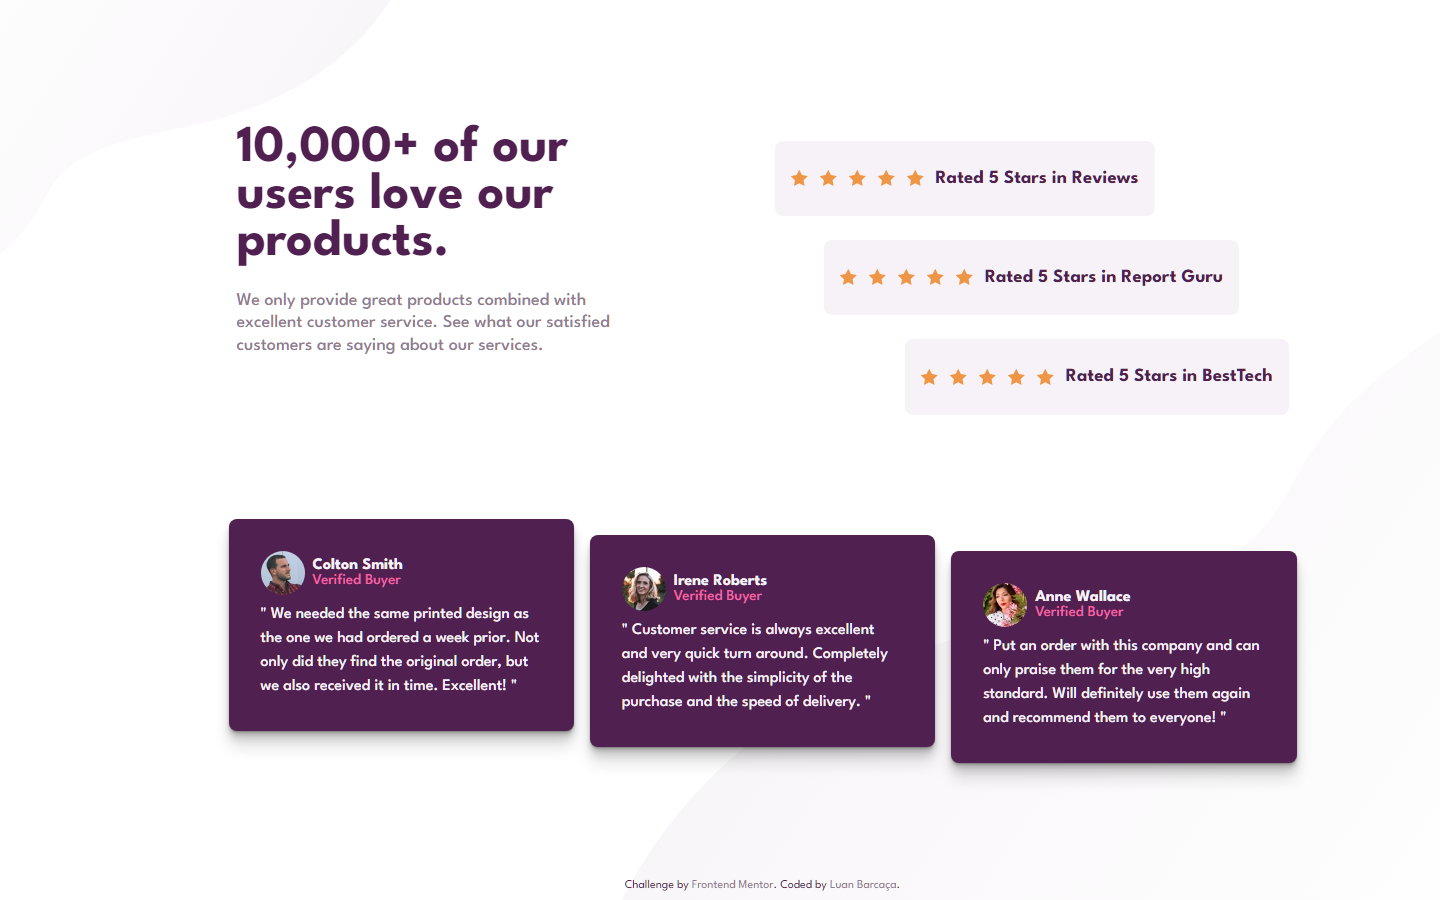 10,000+ of our
users love our
products.
We only provide great products combined with
excellent customer service. See what our satisfied
customers are saying about our services.
Rated 5 Stars in Reviews
Rated 5 Stars in Report Guru
Rated 5 Stars in BestTech
Colton Smith
Verified Buyer
" We needed the same printed design as
the one we had ordered a week prior. Not
only did they find the original order, but
we also received it in time. Excellent! "
Irene Roberts
Verified Buyer
" Customer service is always excellent
and very quick turn around. Completely
delighted with the simplicity of the
purchase and the speed of delivery. "
Anne Wallace
Verified Buyer
" Put an order with this company and can
only praise them for the very high
standard. Will definitely use them again
and recommend them to everyone! "
Challenge by Frontend Mentor. Coded by Luan Barcaça.